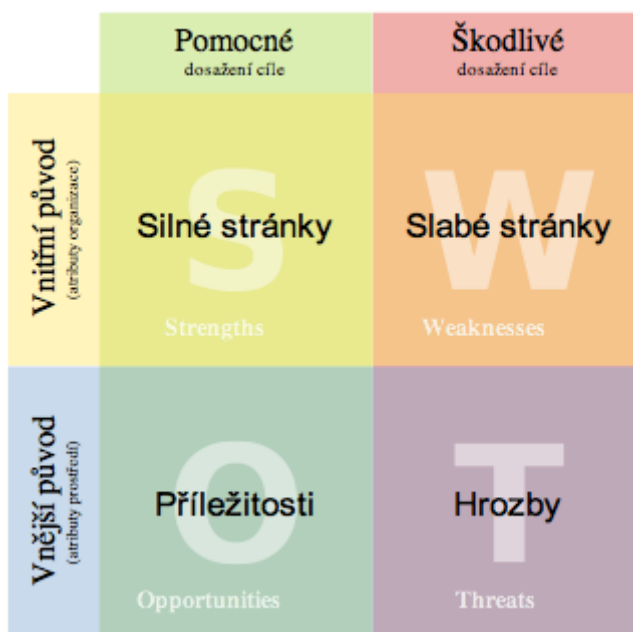 Pomocné
dosažení cíle
Škodlivé
dosažení cíle
Vnitřní původ
(atributy organizace)
S
Silné stránky
Strengths
W
Slabé stránky
Weaknesses
Vnější původ
(atributy prostředí)
O
Příležitosti
Opportunities
T
Hrozby
Threats